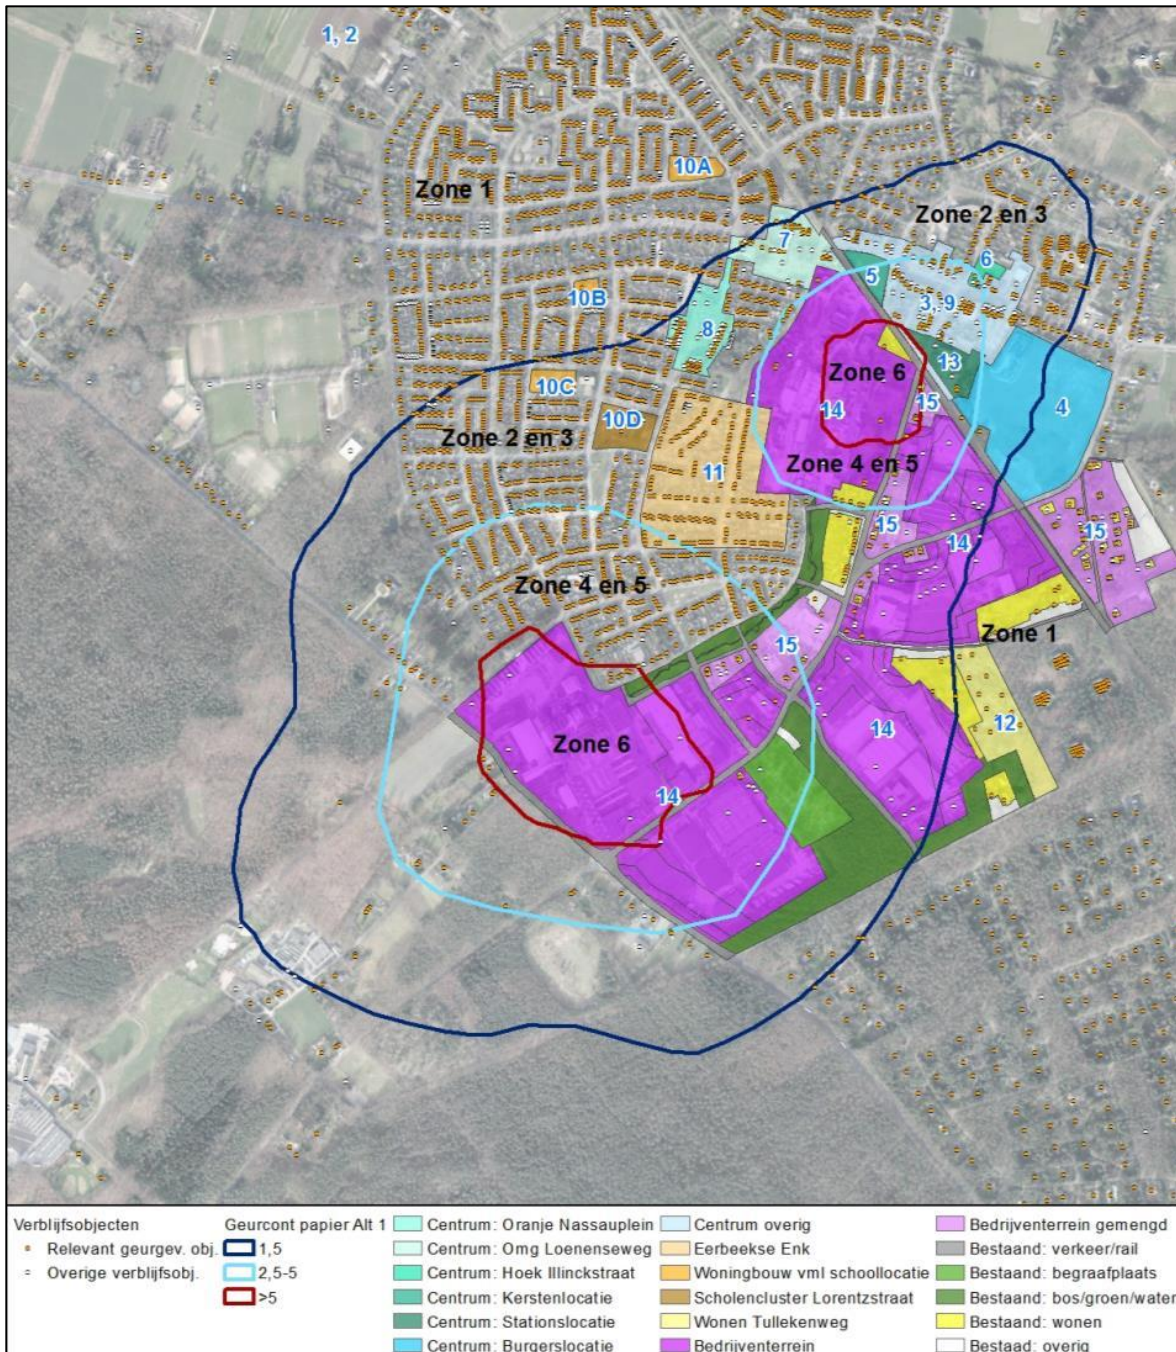 1, 2
10A
Zone 1
Zone 2 en 3
7
6
5
10B
3, 9
8
13
Zone 6
10C
15
4
14
10D
Zone 2 en 3
Zone 4 en 5
11
15
15
14
Zone 4 en 5
Zone 1
15
12
14
Zone 6
14
Verblijfsobjecten
Relevant geurgev. obj.
Overige verblijfsobj.
Geurcont papier Alt 1
1,5
2,5-5
>5
Centrum: Oranje Nassauplein
Centrum: Omg Loenenseweg
Centrum: Hoek Illinckstraat
Centrum: Kerstenlocatie
Centrum: Stationslocatie
Centrum: Burgerslocatie
Centrum overig
Eerbeekse Enk
Woningbouw vml schoollocatie
Scholencluster Lorentzstraat
Wonen Tullekenweg
Bedrijventerrein
Bedrijventerrein gemengd
Bestaand: verkeer/rail
Bestaand: begraafplaats
Bestaand: bos/groen/water
Bestaand: wonen
Bestaad: overig